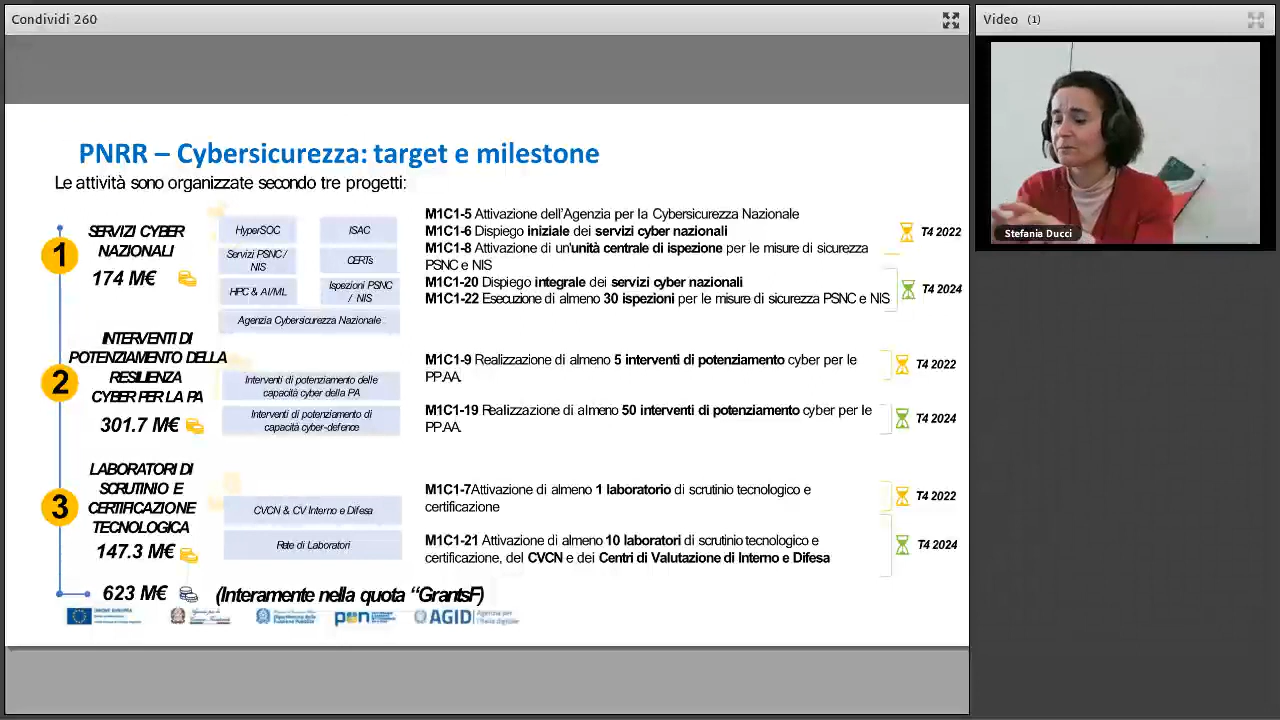 Condividi 260
Video (1)
Stefania Ducci
PNRR – Cybersicurezza: target e milestone
Le attività sono organizzate secondo tre progetti:
1
SERVIZI CYBER
NAZIONALI
174 M€
HyperSOC
ISAC
Servizi PSNC /
NIS
CERTs
HPC & AI/ML
Ispezioni PSNC
/ NIS
Agenzia Cybersicurezza Nazionale
M1C1-5 Attivazione dell'Agenzia per la Cybersicurezza Nazionale
M1C1-6 Dispiego iniziale dei servizi cyber nazionali
M1C1-8 Attivazione di un'unità centrale di ispezione per le misure di sicurezza
PSNC e NIS
T4 2022
M1C1-20 Dispiego integrale dei servizi cyber nazionali
M1C1-22 Esecuzione di almeno 30 ispezioni per le misure di sicurezza PSNC e NIS
T4 2024
2
INTERVENTI DI
POTENZIAMENTO DELLA
RESILIENZA
CYBER PER LA PA
301.7 M€
Interventi di potenziamento delle
capacità cyber della PA
Interventi di potenziamento di
capacità cyber-defence
M1C1-9 Realizzazione di almeno 5 interventi di potenziamento cyber per le
PP.AA.
T4 2022
M1C1-19 Realizzazione di almeno 50 interventi di potenziamento cyber per le
PP.AA.
T4 2024
3
LABORATORI DI
SCRUTINIO E
CERTIFICAZIONE
TECNOLOGICA
147.3 M€
CVCN & CV Interno e Difesa
Rete di Laboratori
M1C1-7Attivazione di almeno 1 laboratorio di scrutinio tecnologico e
certificazione
T4 2022
M1C1-21 Attivazione di almeno 10 laboratori di scrutinio tecnologico e
certificazione, del CVCN e dei Centri di Valutazione di Interno e Difesa
T4 2024
623 M€
(Interamente nella quota "GrantsF)
UNIONE EUROPEA
pon
AGID
Agenzia per
l'Italia digitale